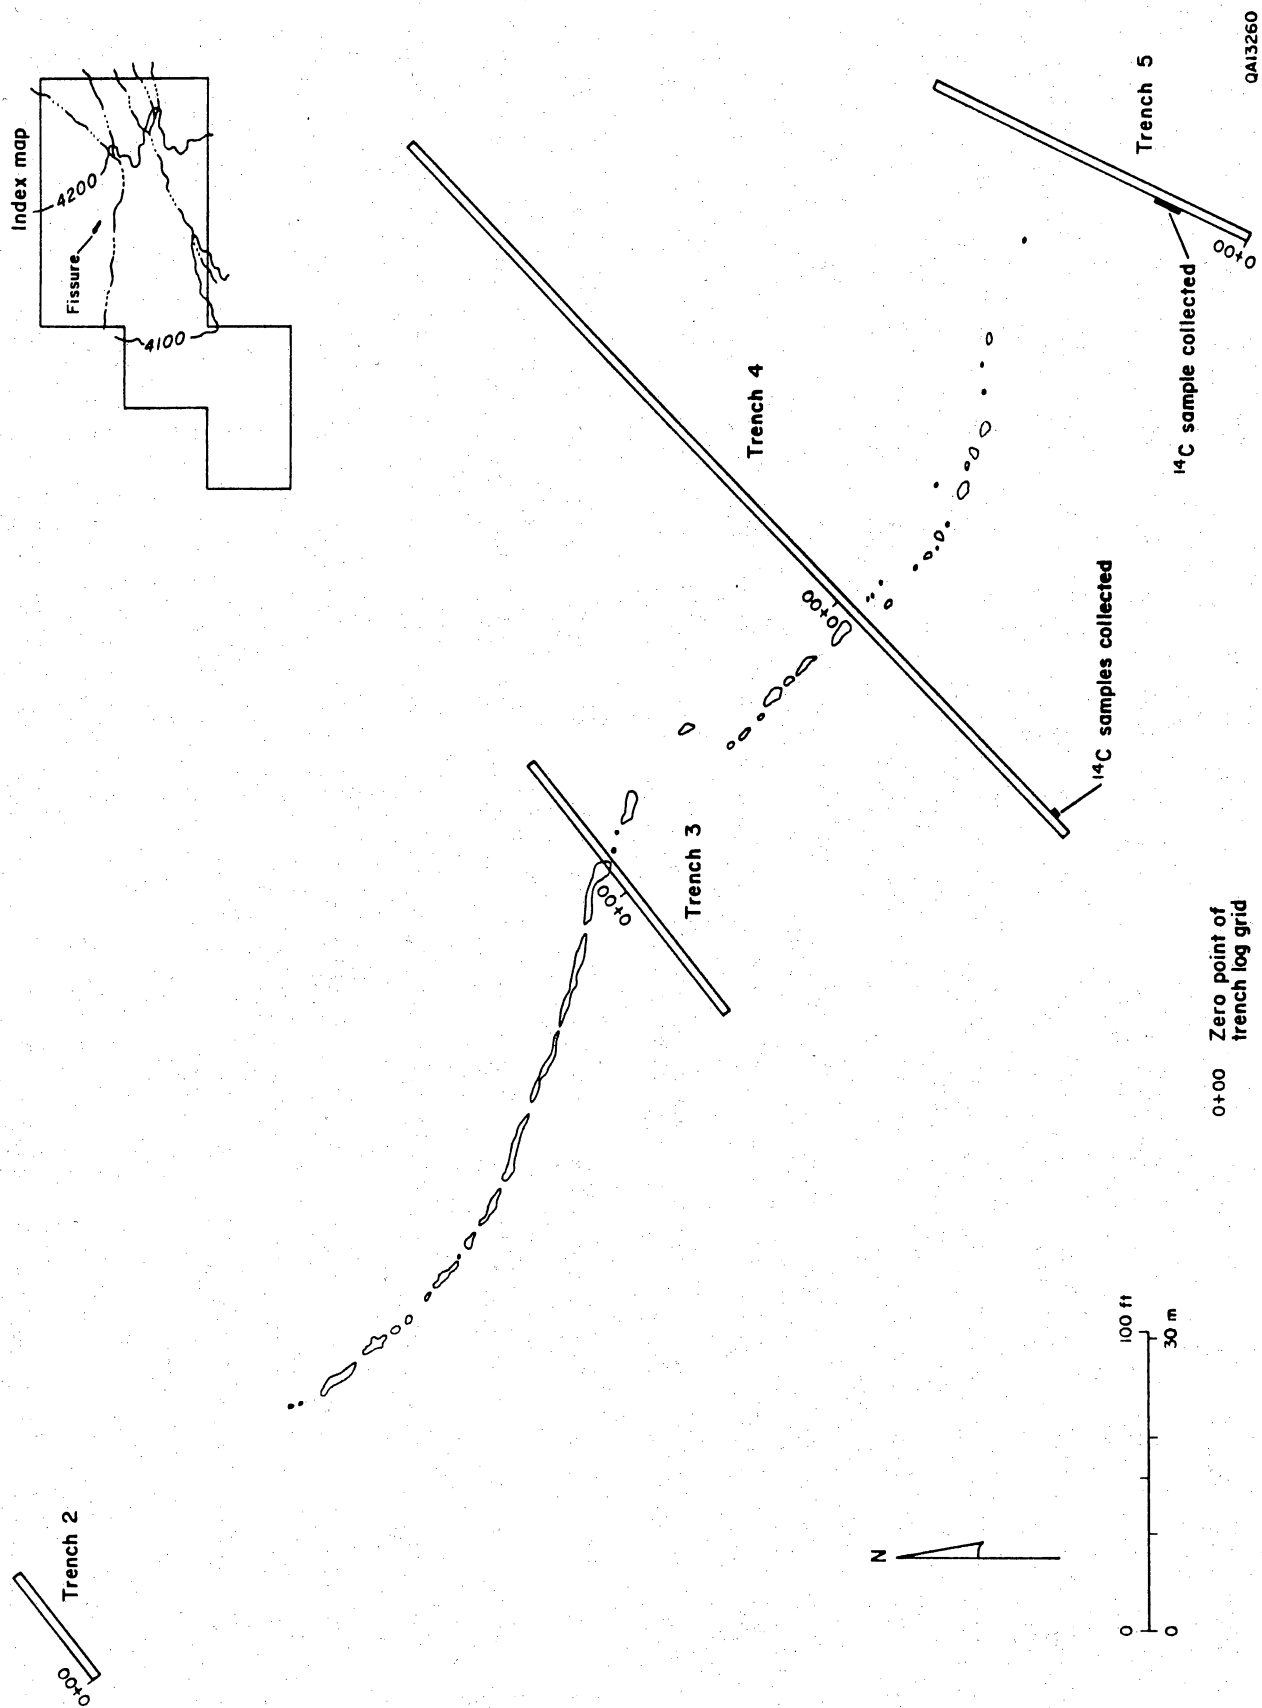 Index map
4200
Fissure
4100
Trench 5
0+00
¹⁴C sample collected
Trench 4
0+00
¹⁴C samples collected
Trench 3
0+00
Trench 2
0+00
N
0+00 Zero point of
trench log grid
0 100 ft
0 30 m
QA13260